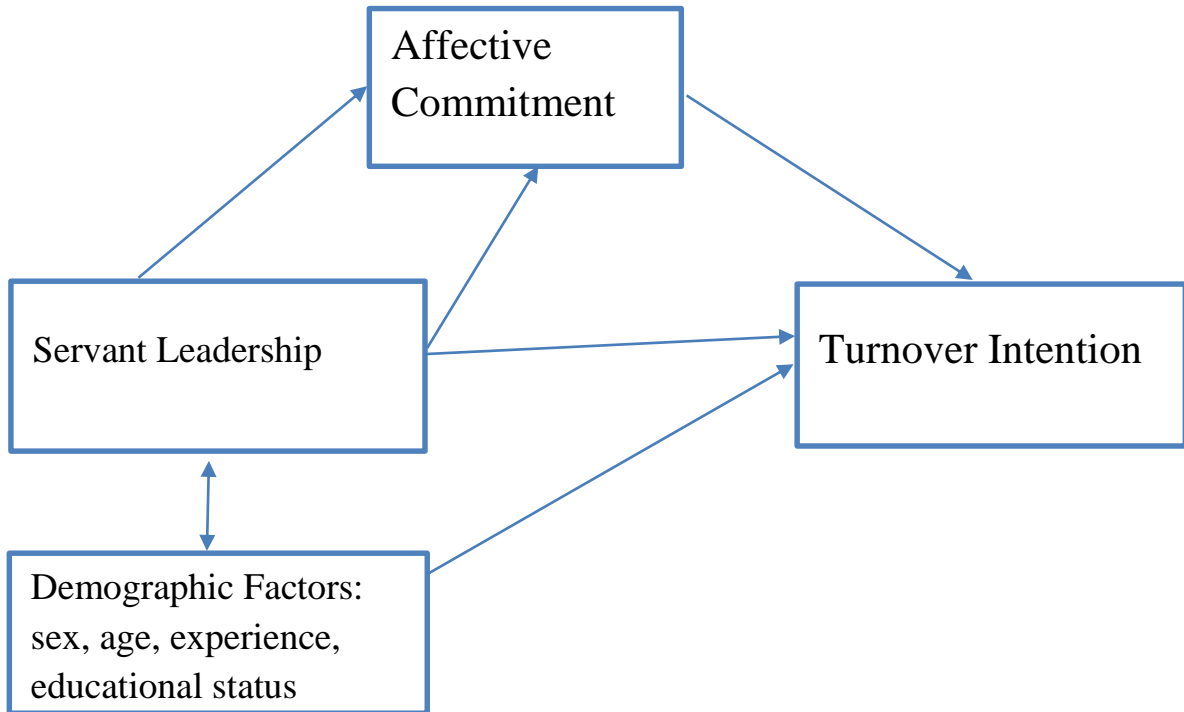 Affective
Commitment
Servant Leadership
Turnover Intention
Demographic Factors:
sex, age, experience,
educational status